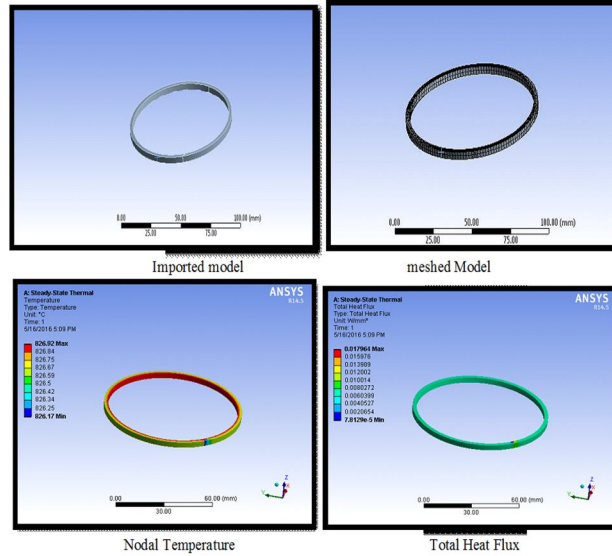 0.00 50.00 100.00 (mm)
25.00 75.00
Imported model
0.00 50.00 100.00 (mm)
25.00 75.00
meshed Model
A: Steady-State Thermal
Temperature
Type: Temperature
Unit: °C
Time: 1
5/16/2016 5:09 PM
826.92 Max
826.84
826.75
826.67
826.59
826.5
826.42
826.34
826.25
826.17 Min
ANSYS
R14.5
Z
Y
X
0.00 60.00 (mm)
30.00
Nodal Temperature
A: Steady-State Thermal
Total Heat Flux
Type: Total Heat Flux
Unit: W/mm²
Time: 1
5/16/2016 5:09 PM
0.017964 Max
0.015976
0.013989
0.012002
0.010014
0.0080272
0.0060399
0.0040527
0.0020654
7.8129e-5 Min
ANSYS
R14.5
Z
Y
X
0.00 60.00 (mm)
30.00
Total Heat Flux